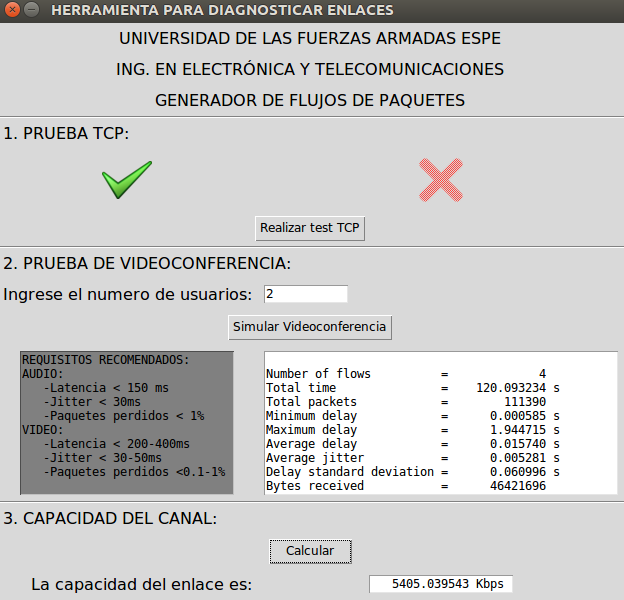 HERRAMIENTA PARA DIAGNOSTICAR ENLACES
UNIVERSIDAD DE LAS FUERZAS ARMADAS ESPE
ING. EN ELECTRÓNICA Y TELECOMUNICACIONES
GENERADOR DE FLUJOS DE PAQUETES
1. PRUEBA TCP:
Realizar test TCP
2. PRUEBA DE VIDEOCONFERENCIA:
Ingrese el numero de usuarios: 2
Simular Videoconferencia
REQUISITOS RECOMENDADOS:
AUDIO:
-Latencia < 150 ms
-Jitter < 30ms
-Paquetes perdidos < 1%
VIDEO:
-Latencia < 200-400ms
-Jitter < 30-50ms
-Paquetes perdidos <0.1-1%
Number of flows = 4
Total time = 120.093234 s
Total packets = 111390
Minimum delay = 0.000585 s
Maximum delay = 1.944715 s
Average delay = 0.015740 s
Average jitter = 0.005281 s
Delay standard deviation = 0.060996 s
Bytes received = 46421696
3. CAPACIDAD DEL CANAL:
Calcular
La capacidad del enlace es: 5405.039543 Kbps